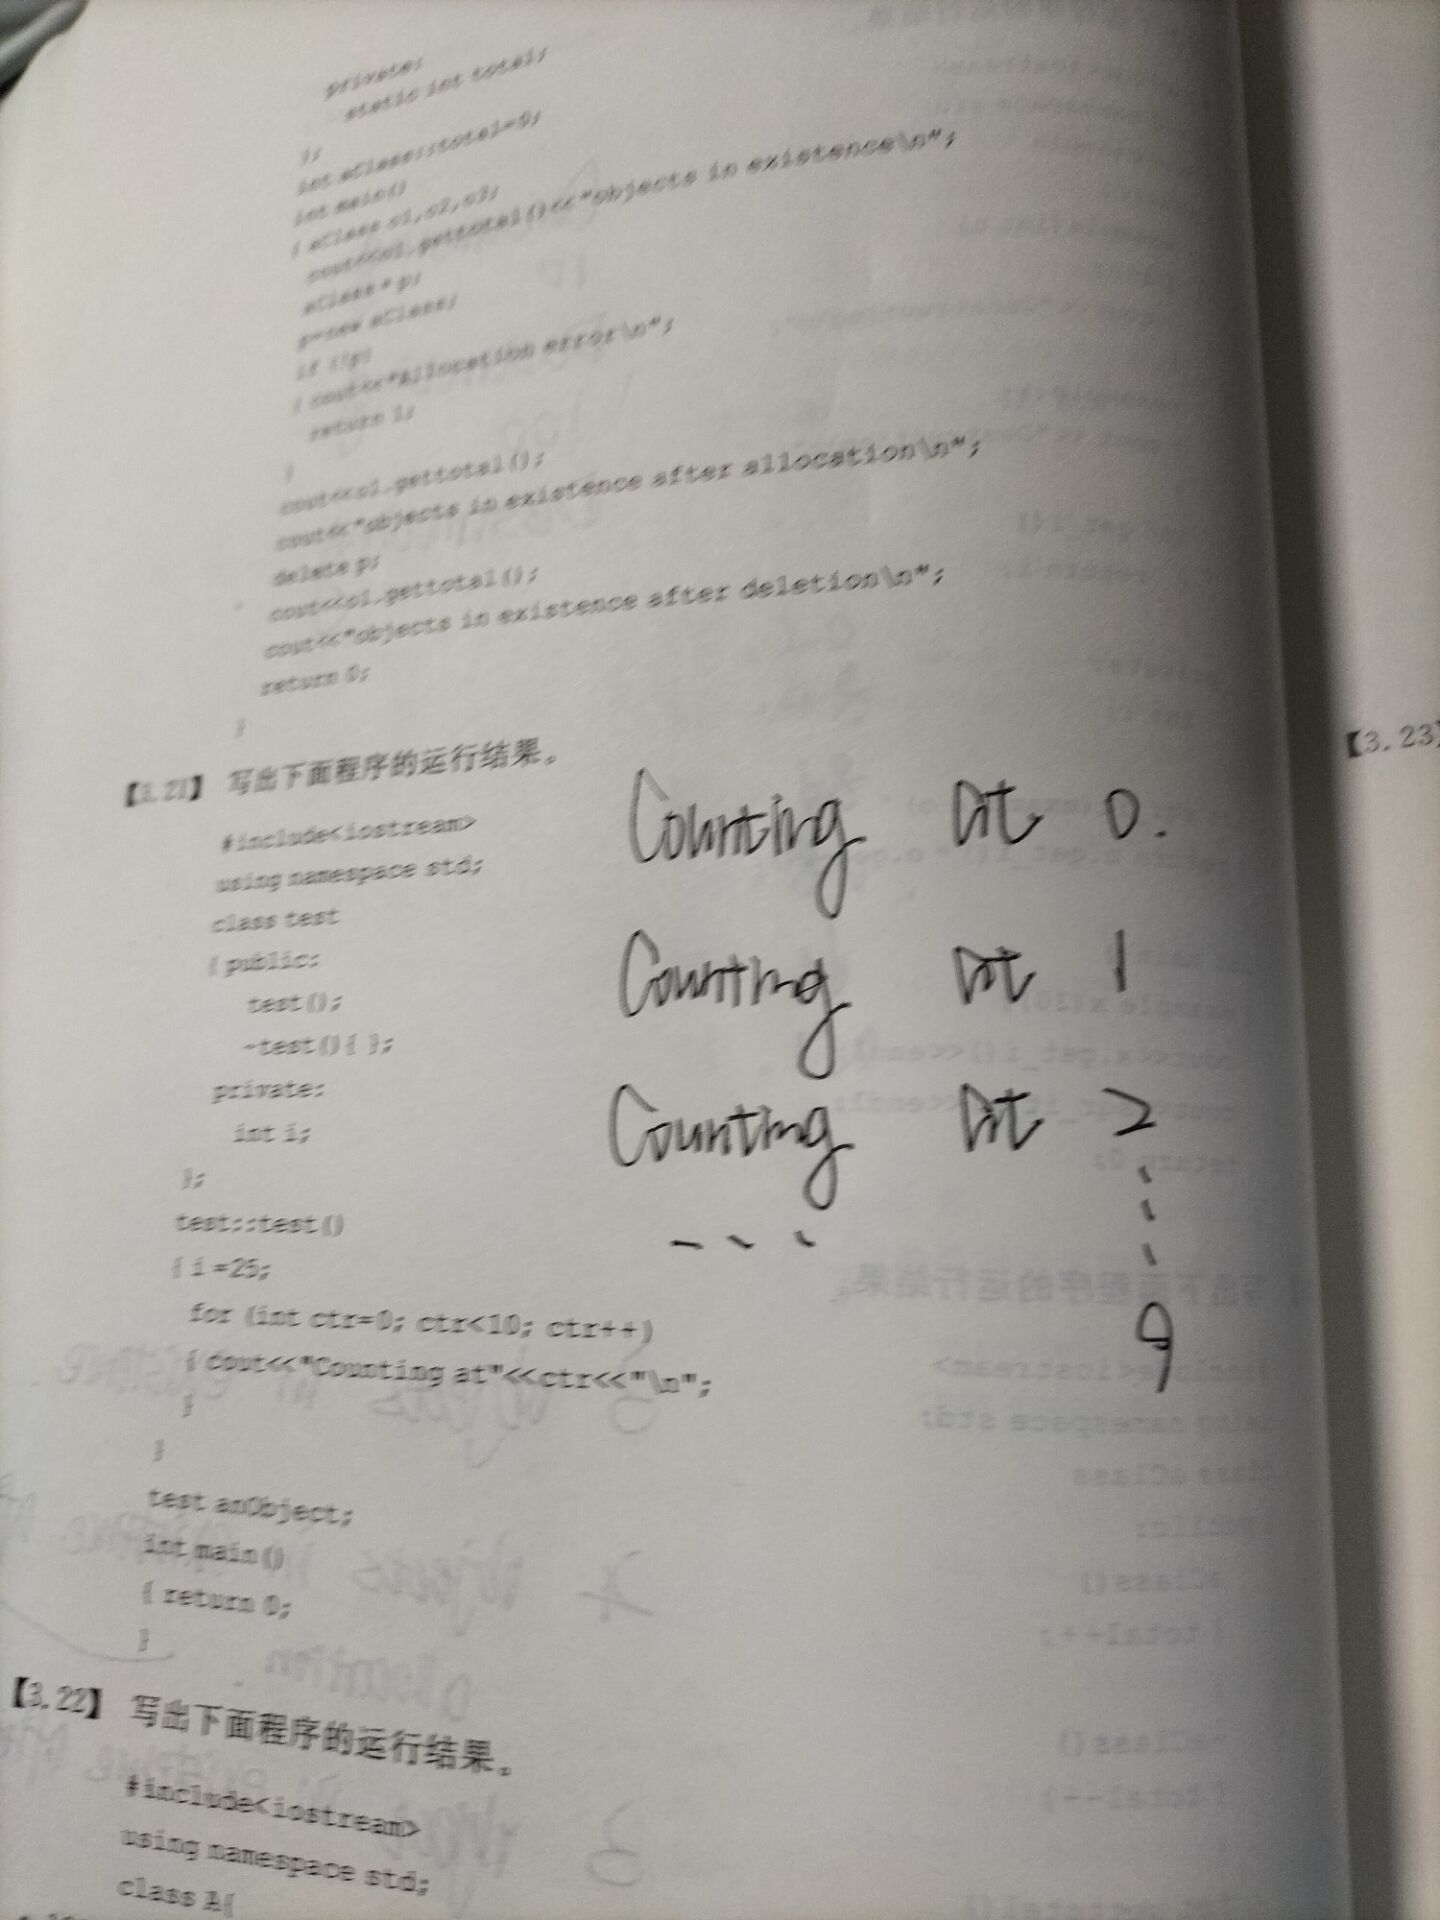 private:
static int total;
};
int aClass::total=0;
int main()
{ aClass o1,o2,o3;
cout<<o1.gettotal()<<"objects in existence\n";
aClass * p;
p=new aClass;
if (!p)
{ cout<<"Allocation error\n";
return 1;
}
cout<<o1.gettotal();
cout<<"objects in existence after allocation\n";
delete p;
cout<<o1.gettotal();
cout<<"objects in existence after deletion\n";
return 0;
}
【3.21】 写出下面程序的运行结果。
#include<iostream>
using namespace std;
class test
{ public:
test();
~test(){ };
private:
int i;
};
test::test()
{ i=25;
for (int ctr=0; ctr<10; ctr++)
{ cout<<"Counting at"<<ctr<<"\n";
}
}
test anObject;
int main()
{ return 0;
}
Counting at 0.
Counting at 1
Counting at 2
...
9
【3.22】 写出下面程序的运行结果。
#include<iostream>
using namespace std;
class A{
【3.23】